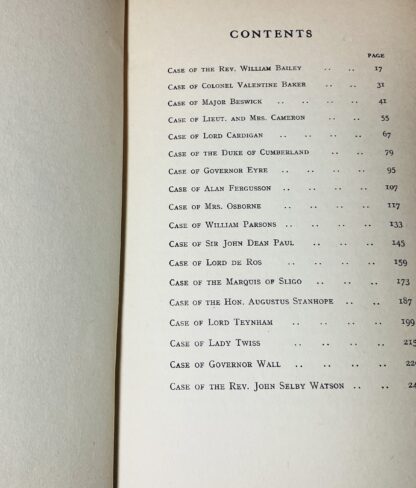 CONTENTS
PAGE
CASE OF THE REV. WILLIAM BAILEY .. .. 17
CASE OF COLONEL VALENTINE BAKER .. .. 31
CASE OF MAJOR BESWICK .. .. .. .. 41
CASE OF LIEUT. AND MRS. CAMERON .. .. 55
CASE OF LORD CARDIGAN .. .. .. .. 67
CASE OF THE DUKE OF CUMBERLAND .. .. 79
CASE OF GOVERNOR EYRE .. .. .. .. 95
CASE OF ALAN FERGUSSON .. .. .. .. 107
CASE OF MRS. OSBORNE .. .. .. .. 117
CASE OF WILLIAM PARSONS .. .. .. .. 133
CASE OF SIR JOHN DEAN PAUL .. .. .. 145
CASE OF LORD DE ROS .. .. .. .. 159
CASE OF THE MARQUIS OF SLIGO .. .. .. 173
CASE OF THE HON. AUGUSTUS STANHOPE .. .. 187
CASE OF LORD TEYNHAM .. .. .. .. 199
CASE OF LADY TWISS .. .. .. 215
CASE OF GOVERNOR WALL .. .. .. ..
CASE OF THE REV. JOHN SELBY WATSON .. ..